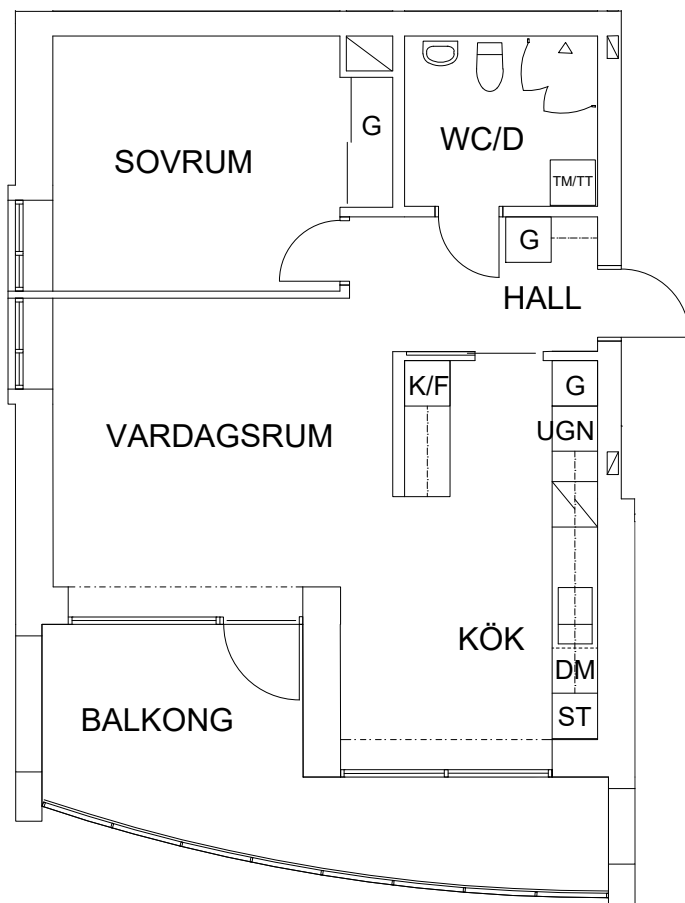 G
WC/D
SOVRUM
TM/TT
G
HALL
K/F
G
VARDAGSRUM
UGN
KÖK
DM
BALKONG
ST